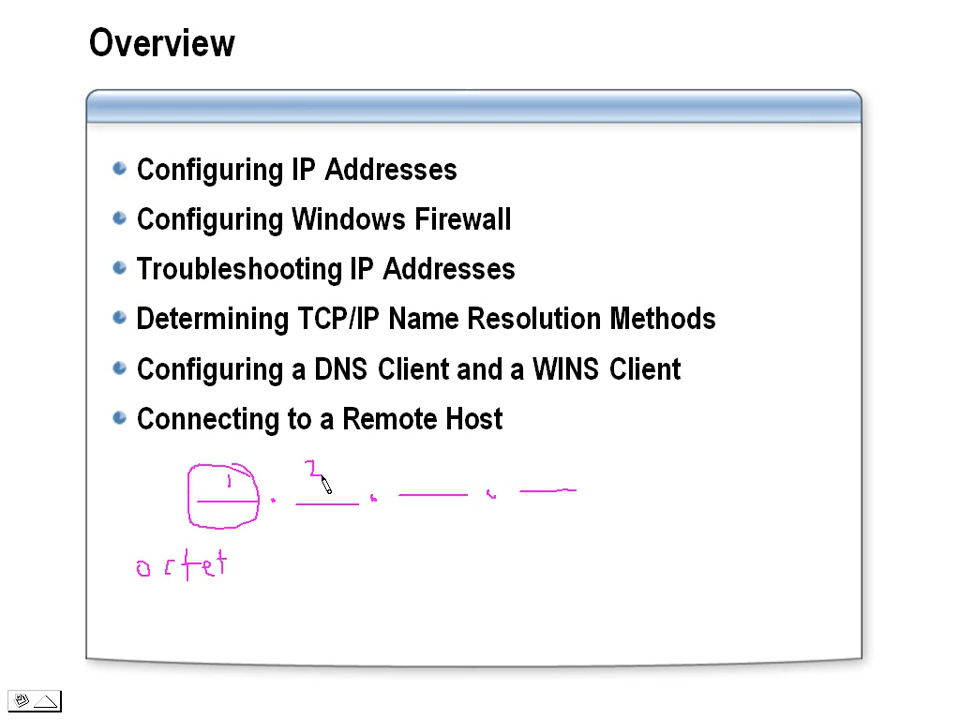 Overview
Configuring IP Addresses
Configuring Windows Firewall
Troubleshooting IP Addresses
Determining TCP/IP Name Resolution Methods
Configuring a DNS Client and a WINS Client
Connecting to a Remote Host
1 . 2 . .
octet